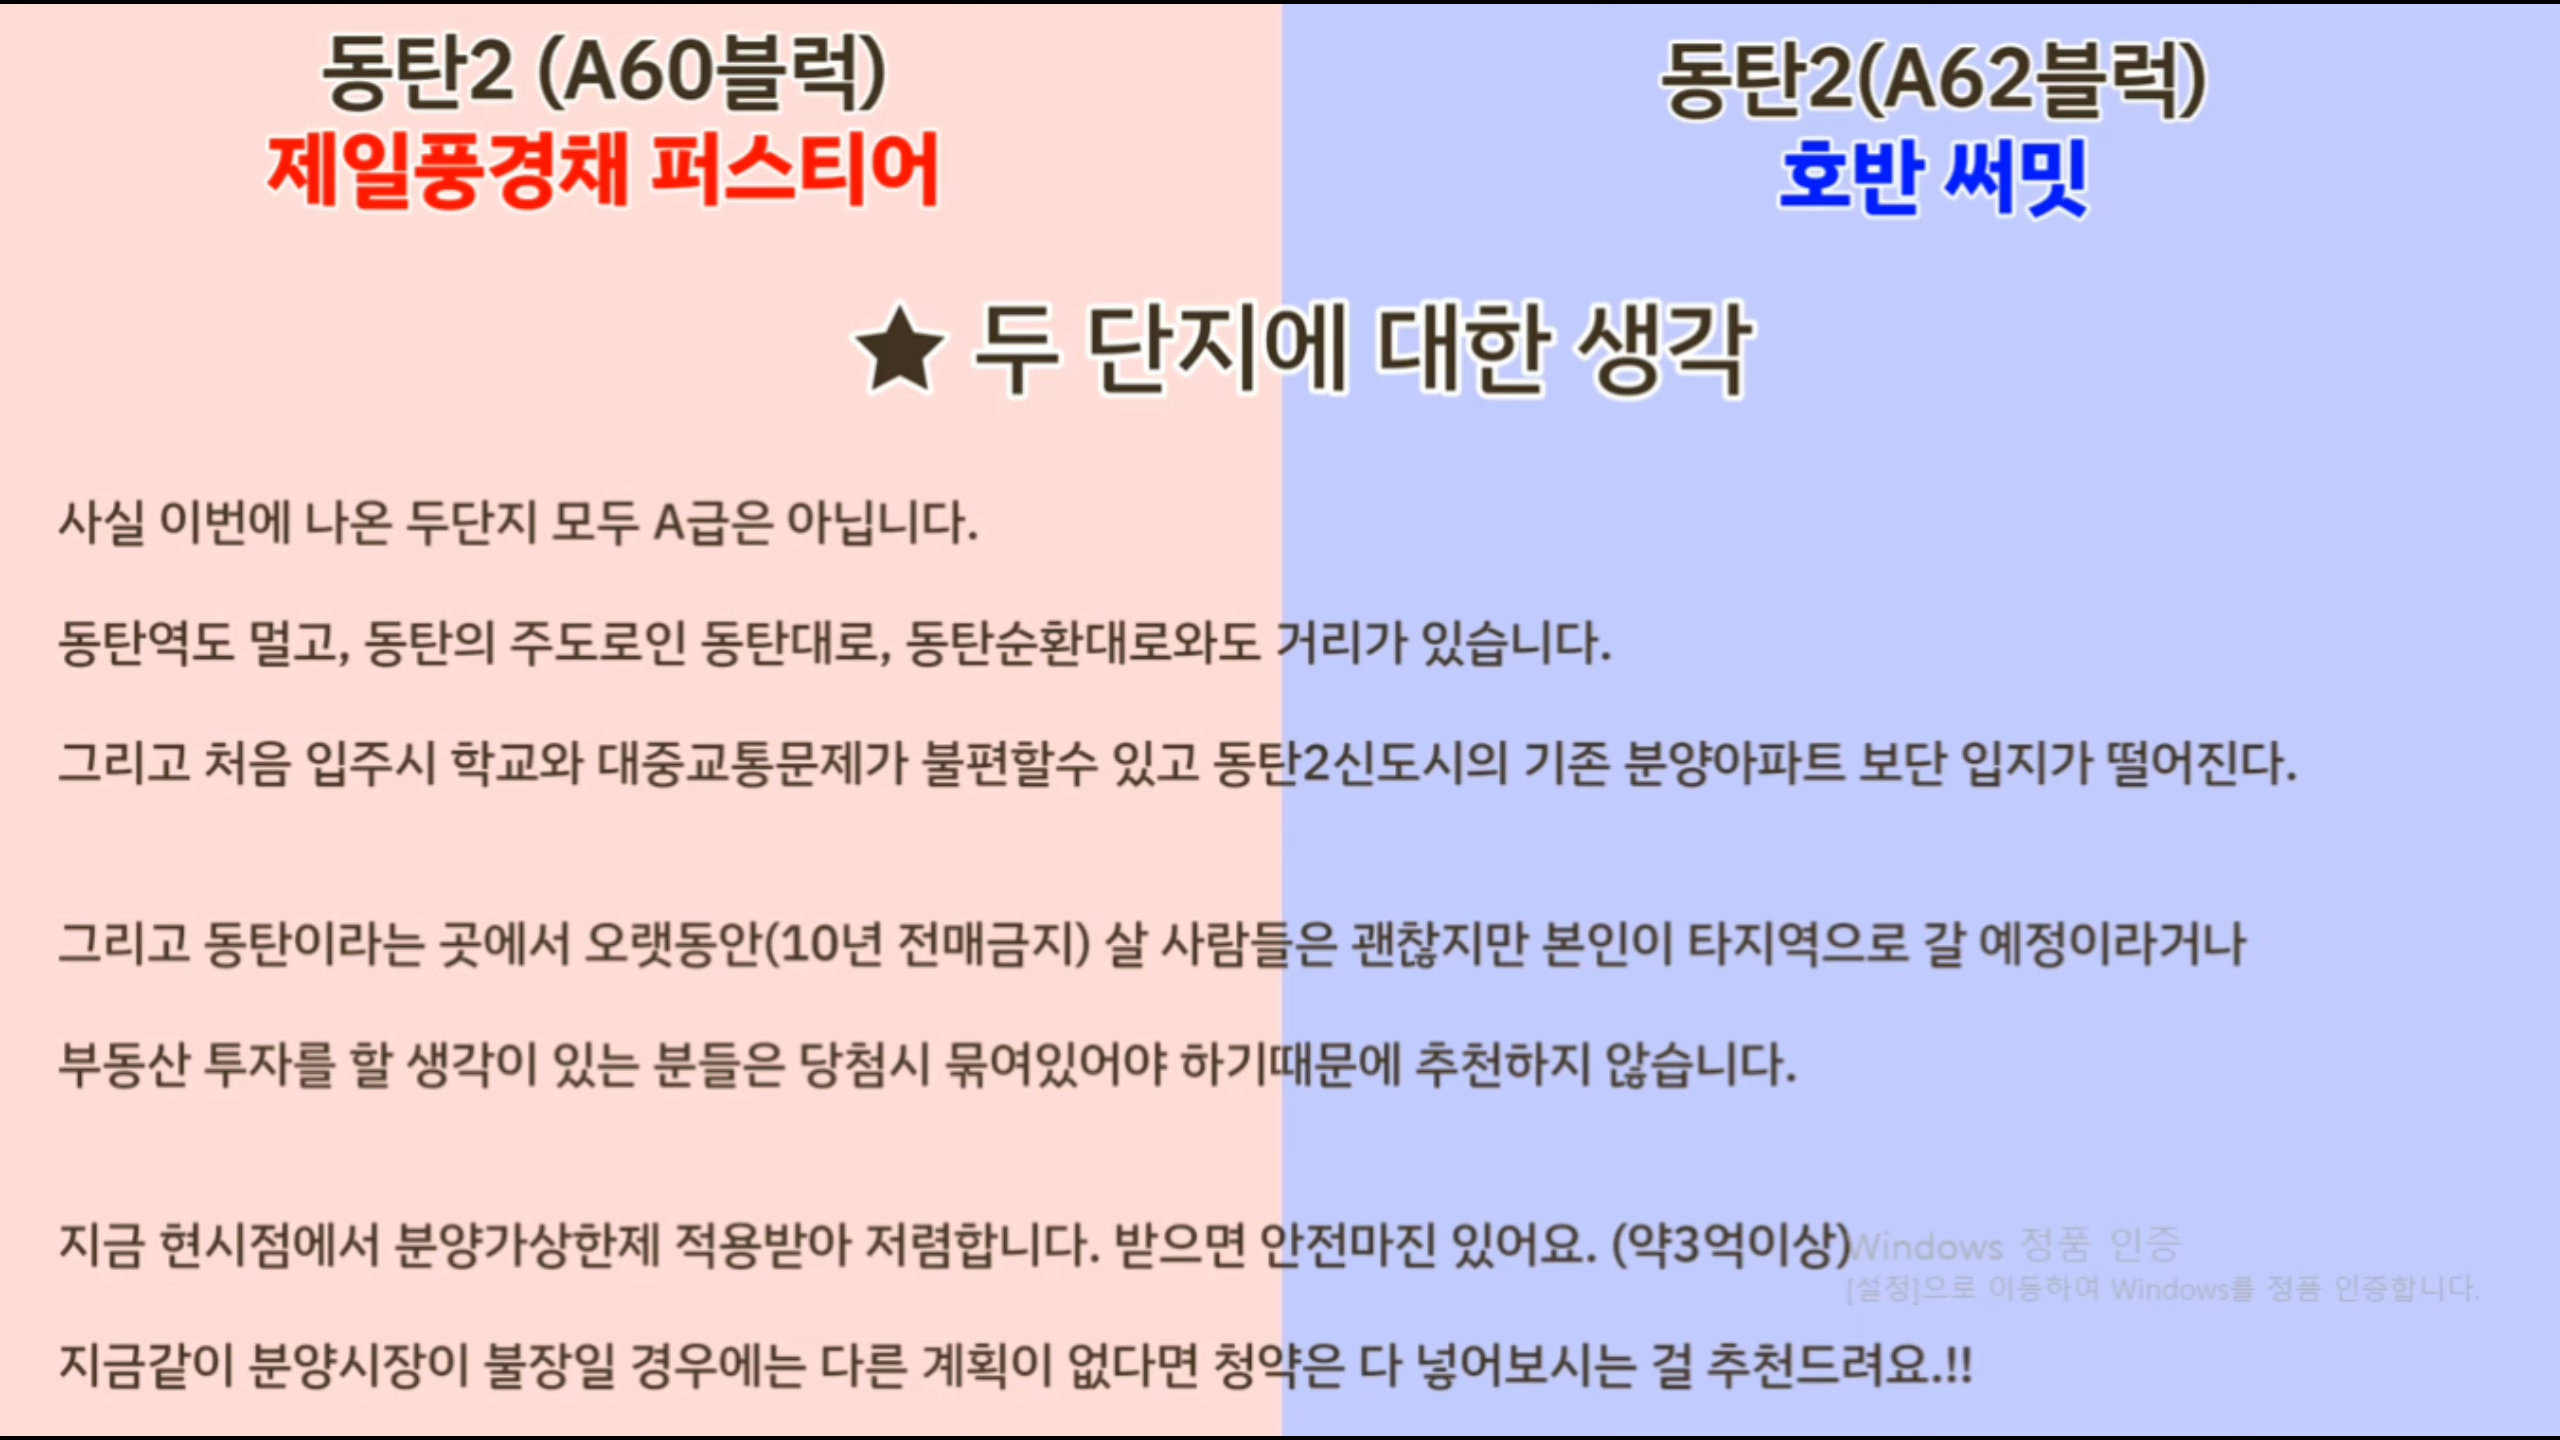 동탄2 (A60블럭)
제일풍경채 퍼스티어
동탄2(A62블럭)
호반 써밋
★ 두 단지에 대한 생각
사실 이번에 나온 두단지 모두 A급은 아닙니다.
동탄역도 멀고, 동탄의 주도로인 동탄대로, 동탄순환대로와도 거리가 있습니다.
그리고 처음 입주시 학교와 대중교통문제가 불편할수 있고 동탄2신도시의 기존 분양아파트 보단 입지가 떨어진다.
그리고 동탄이라는 곳에서 오랫동안(10년 전매금지) 살 사람들은 괜찮지만 본인이 타지역으로 갈 예정이라거나
부동산 투자를 할 생각이 있는 분들은 당첨시 묶여있어야 하기때문에 추천하지 않습니다.
지금 현시점에서 분양가상한제 적용받아 저렴합니다. 받으면 안전마진 있어요. (약3억이상)
Windows 정품 인증
[설정]으로 이동하여 Windows를 정품 인증합니다.
지금같이 분양시장이 불장일 경우에는 다른 계획이 없다면 청약은 다 넣어보시는 걸 추천드려요.!!